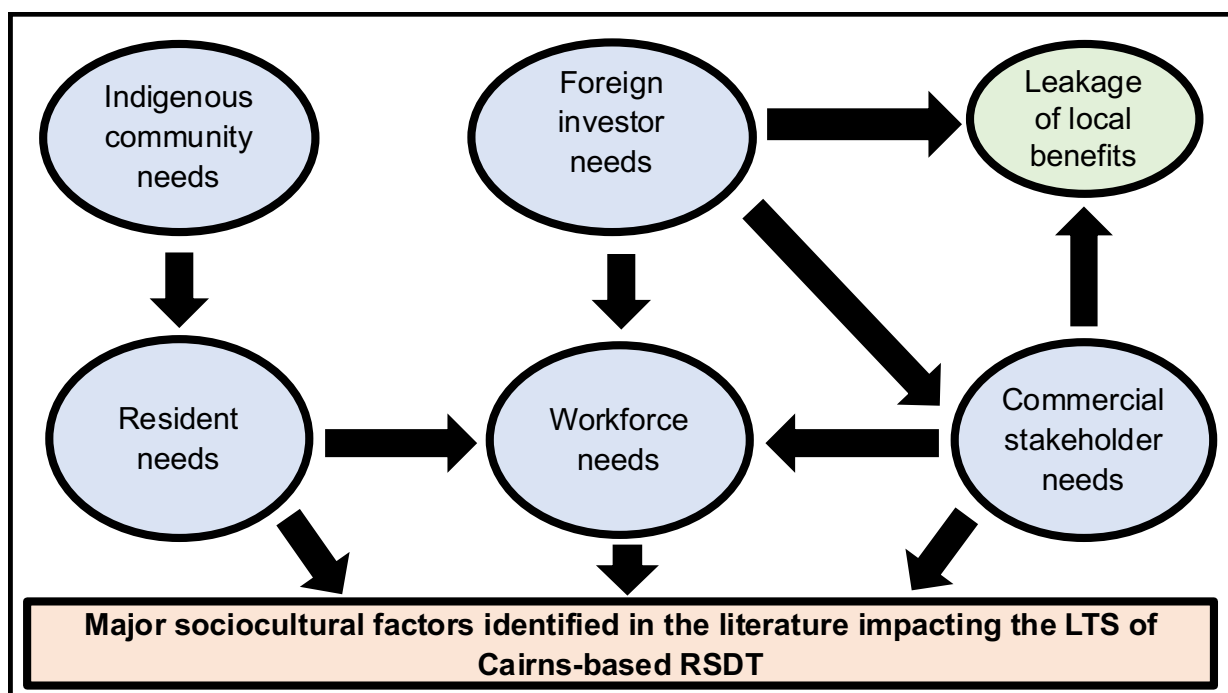 Indigenous
community
needs
Foreign
investor
needs
Leakage
of local
benefits
Resident
needs
Workforce
needs
Commercial
stakeholder
needs
Major sociocultural factors identified in the literature impacting the LTS of
Cairns-based RSDT